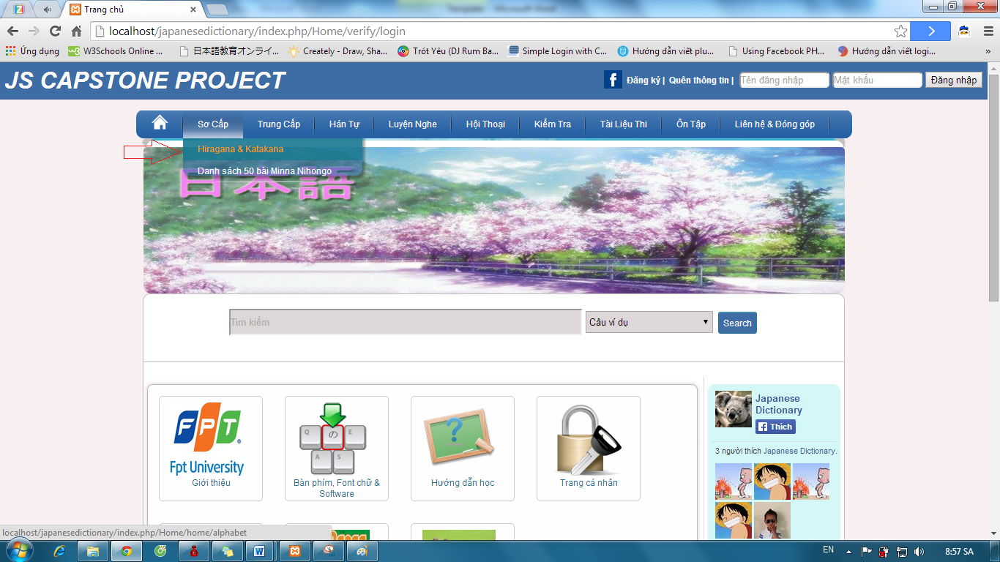 Trang chủ
localhost/japanesedictionary/index.php/Home/verify/login
Ứng dụng
W3Schools Online ...
日本語教育オンライ...
Creately - Draw, Sha...
Trót Yêu (DJ Rum Ba...
Simple Login with C...
Hướng dẫn viết plu...
Using Facebook PH...
Hướng dẫn viết logi...
»
JS CAPSTONE PROJECT
Đăng ký | Quên thông tin |
Tên đăng nhập
Mật khẩu
Đăng nhập
Sơ Cấp
Trung Cấp
Hán Tự
Luyện Nghe
Hội Thoại
Kiểm Tra
Tài Liệu Thi
Ôn Tập
Liên hệ & Đóng góp
Hiragana & Katakana
Danh sách 50 bài Minna Nihongo
日本語
Tìm kiếm
Câu ví dụ
Search
FPT
Fpt University
Giới thiệu
Q
の
E
A
S
Bàn phím, Font chữ &
Software
?
Hướng dẫn học
Trang cá nhân
Japanese
Dictionary
Thích
3 người thích Japanese Dictionary.
localhost/japanesedictionary/index.php/Home/home/alphabet
EN
8:57 SA